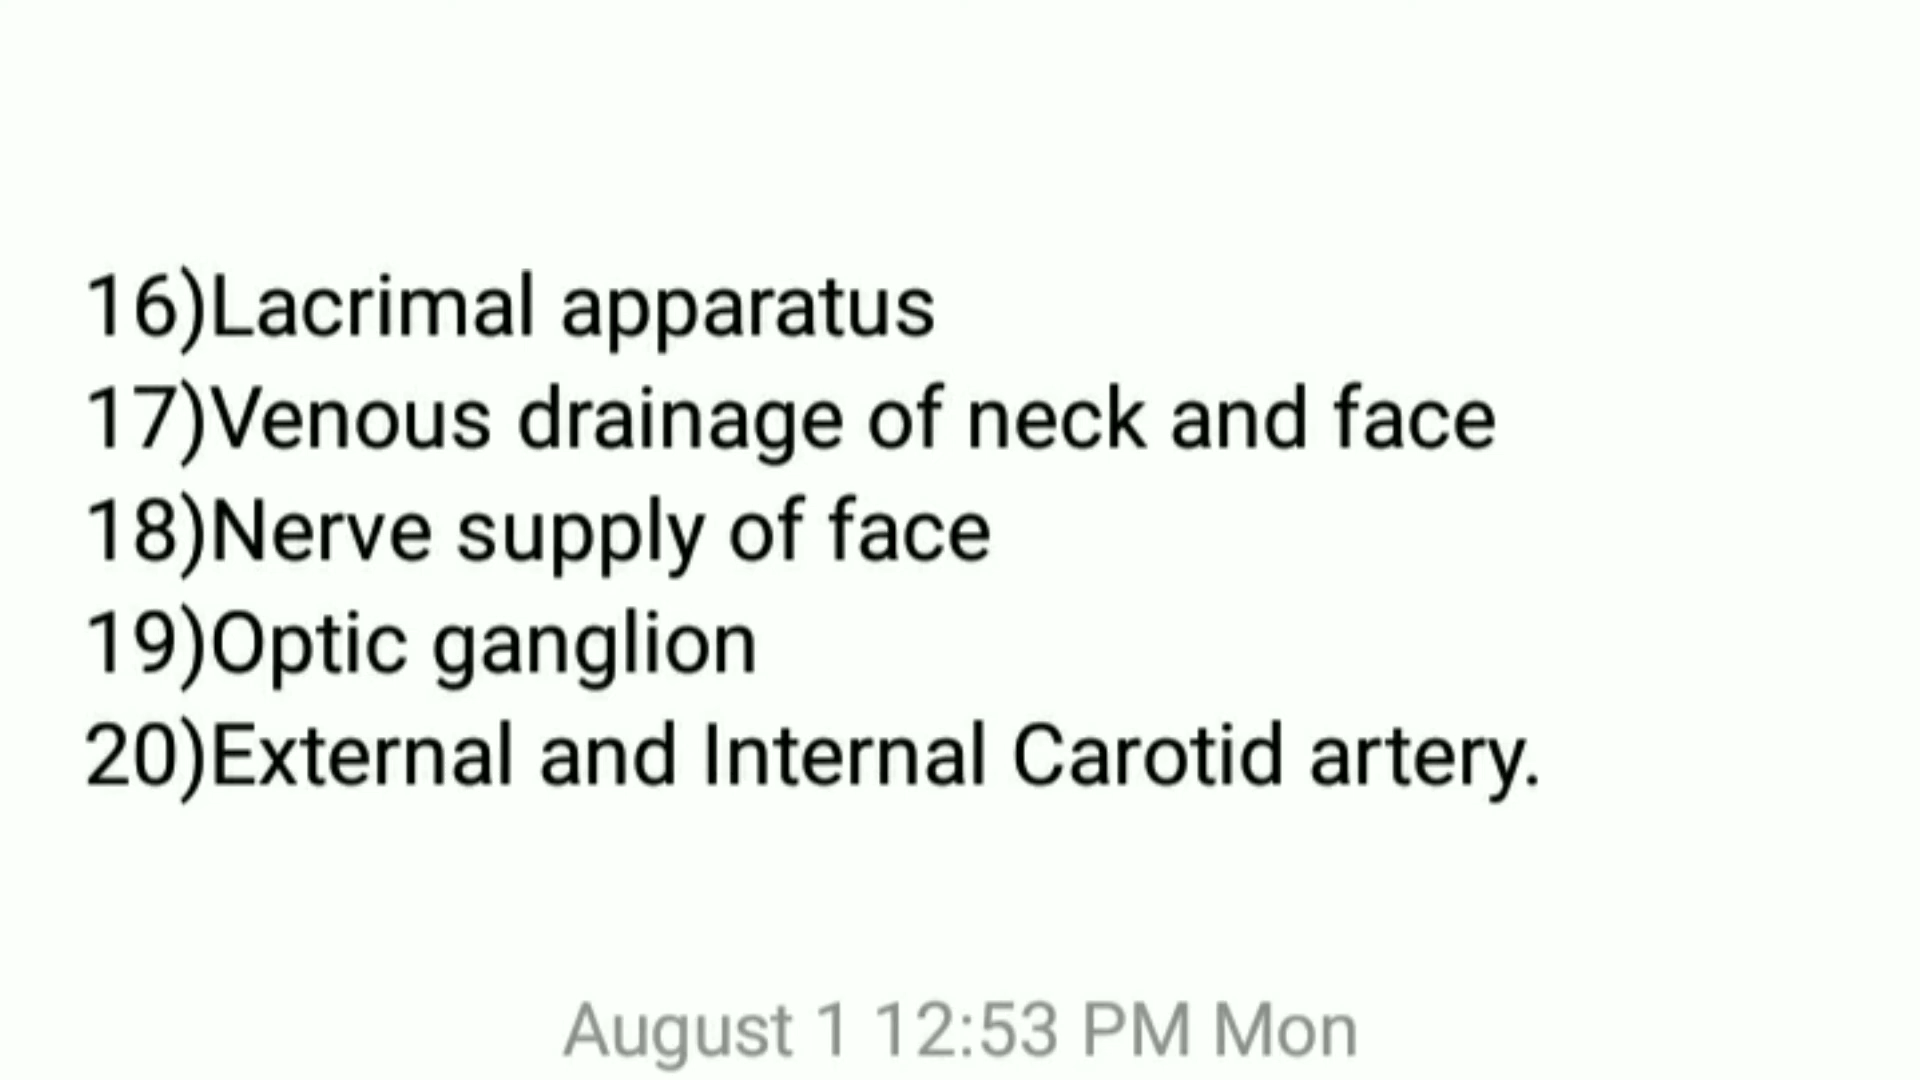 16)Lacrimal apparatus
17)Venous drainage of neck and face
18)Nerve supply of face
19)Optic ganglion
20)External and Internal Carotid artery.
August 1 12:53 PM Mon